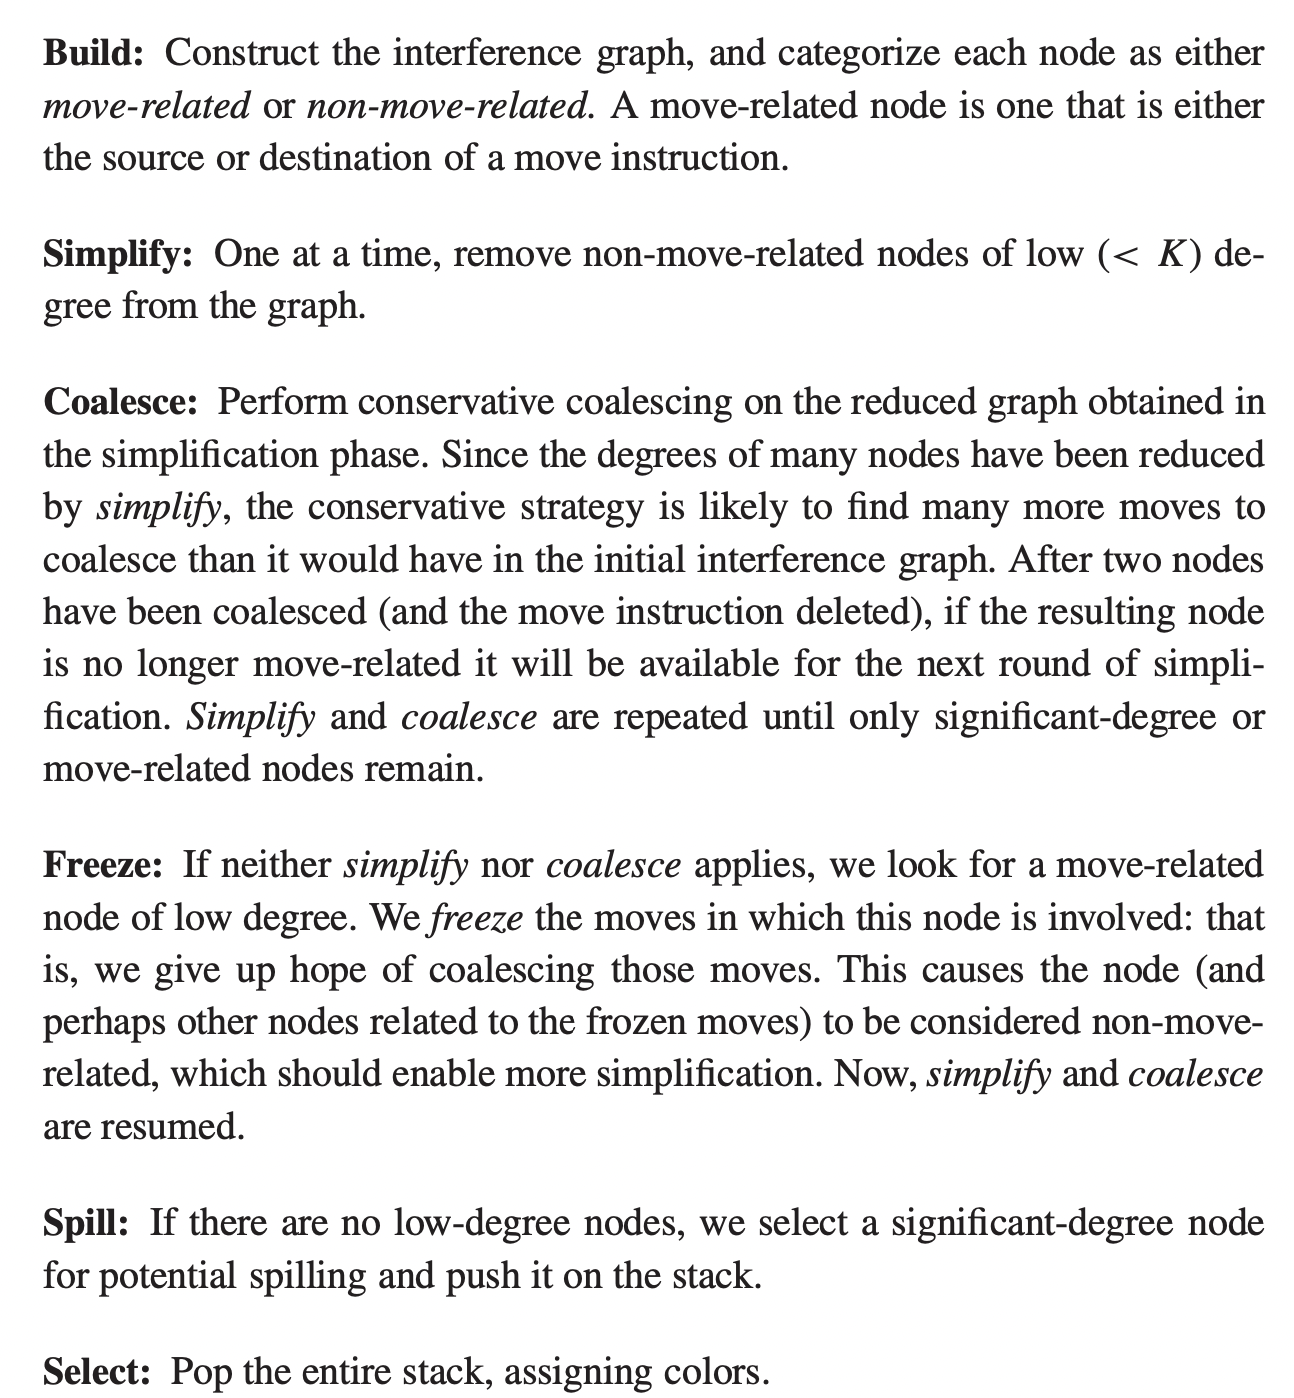 Build: Construct the interference graph, and categorize each node as either
move-related or non-move-related. A move-related node is one that is either
the source or destination of a move instruction.
Simplify: One at a time, remove non-move-related nodes of low (< K) de-
gree from the graph.
Coalesce: Perform conservative coalescing on the reduced graph obtained in
the simplification phase. Since the degrees of many nodes have been reduced
by simplify, the conservative strategy is likely to find many more moves to
coalesce than it would have in the initial interference graph. After two nodes
have been coalesced (and the move instruction deleted), if the resulting node
is no longer move-related it will be available for the next round of simpli-
fication. Simplify and coalesce are repeated until only significant-degree or
move-related nodes remain.
Freeze: If neither simplify nor coalesce applies, we look for a move-related
node of low degree. We freeze the moves in which this node is involved: that
is, we give up hope of coalescing those moves. This causes the node (and
perhaps other nodes related to the frozen moves) to be considered non-move-
related, which should enable more simplification. Now, simplify and coalesce
are resumed.
Spill: If there are no low-degree nodes, we select a significant-degree node
for potential spilling and push it on the stack.
Select: Pop the entire stack, assigning colors.